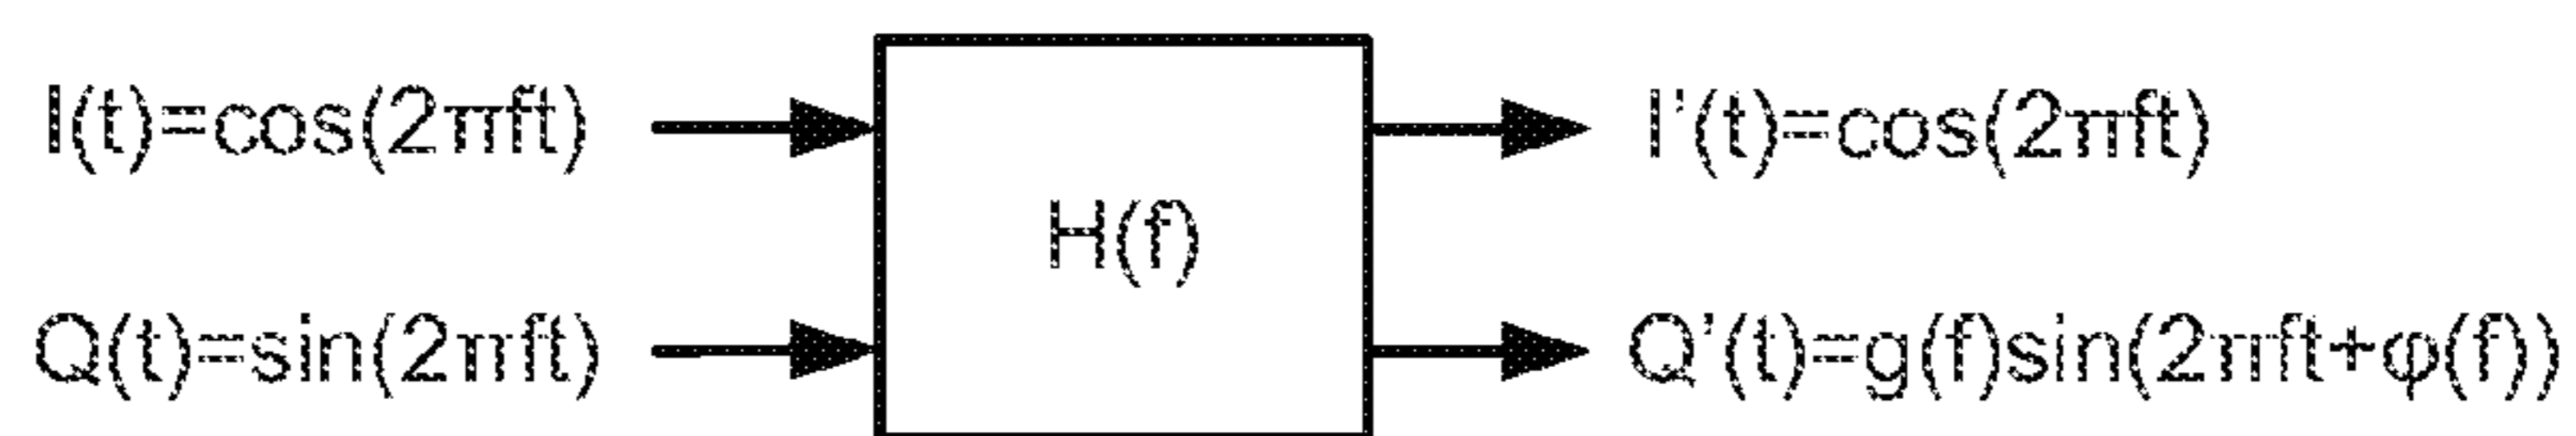 I(t)=cos(2πft)
I'(t)=cos(2πft)
H(f)
Q(t)=sin(2πft)
Q'(t)=g(f)sin(2πft+φ(f))